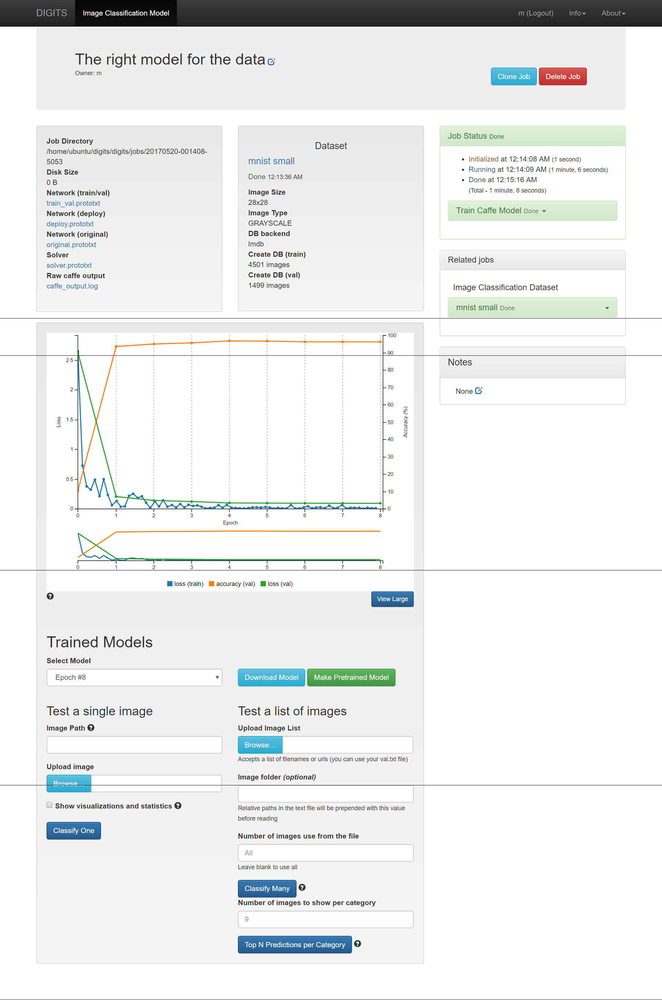 DIGITS Image Classification Model m (Logout) Info About
The right model for the data
Owner: m
Clone Job Delete Job
Job Directory
/home/ubuntu/digits/digits/jobs/20170520-001408-
5053
Disk Size
0 B
Network (train/val)
train_val.prototxt
Network (deploy)
deploy.prototxt
Network (original)
original.prototxt
Solver
solver.prototxt
Raw caffe output
caffe_output.log
Dataset
mnist small
Done 12:13:36 AM
Image Size
28x28
Image Type
GRAYSCALE
DB backend
lmdb
Create DB (train)
4501 images
Create DB (val)
1499 images
Job Status Done
Initialized at 12:14:08 AM (1 second)
Running at 12:14:09 AM (1 minute, 6 seconds)
Done at 12:15:16 AM
(Total - 1 minute, 8 seconds)
Train Caffe Model Done
Related jobs
Image Classification Dataset
mnist small Done
Notes
None
Loss
2.5
2
1.5
1
0.5
0
100
90
80
70
60
50
40
30
20
10
0
Accuracy (%)
0 1 2 3 4 5 6 7 8
Epoch
0 1 2 3 4 5 6 7 8
loss (train) accuracy (val) loss (val)
View Large
Trained Models
Select Model
Epoch #8
Download Model Make Pretrained Model
Test a single image
Image Path
Upload image
Browse...
Show visualizations and statistics
Classify One
Test a list of images
Upload Image List
Browse...
Accepts a list of filenames or urls (you can use your val.txt file)
Image folder (optional)
Relative paths in the text file will be prepended with this value
before reading
Number of images use from the file
All
Leave blank to use all
Classify Many
Number of images to show per category
9
Top N Predictions per Category